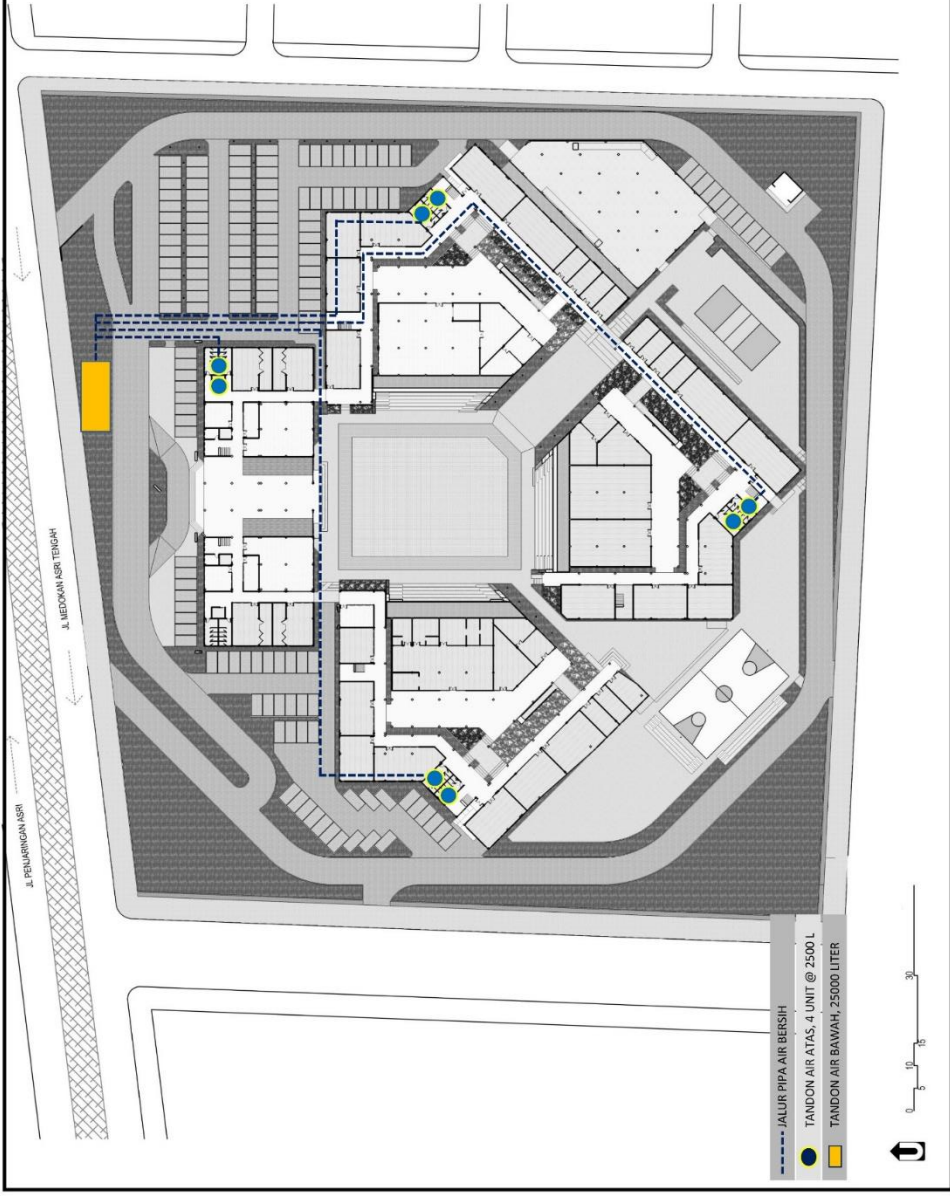 JL PENJARINGAN ASRI
JL. MEDOKAN ASRI TENGAH
JALUR PIPA AIR BERSIH
TANDON AIR ATAS, 4 UNIT @ 2500 L
TANDON AIR BAWAH, 25000 LITER
0 5 10 15 30
U